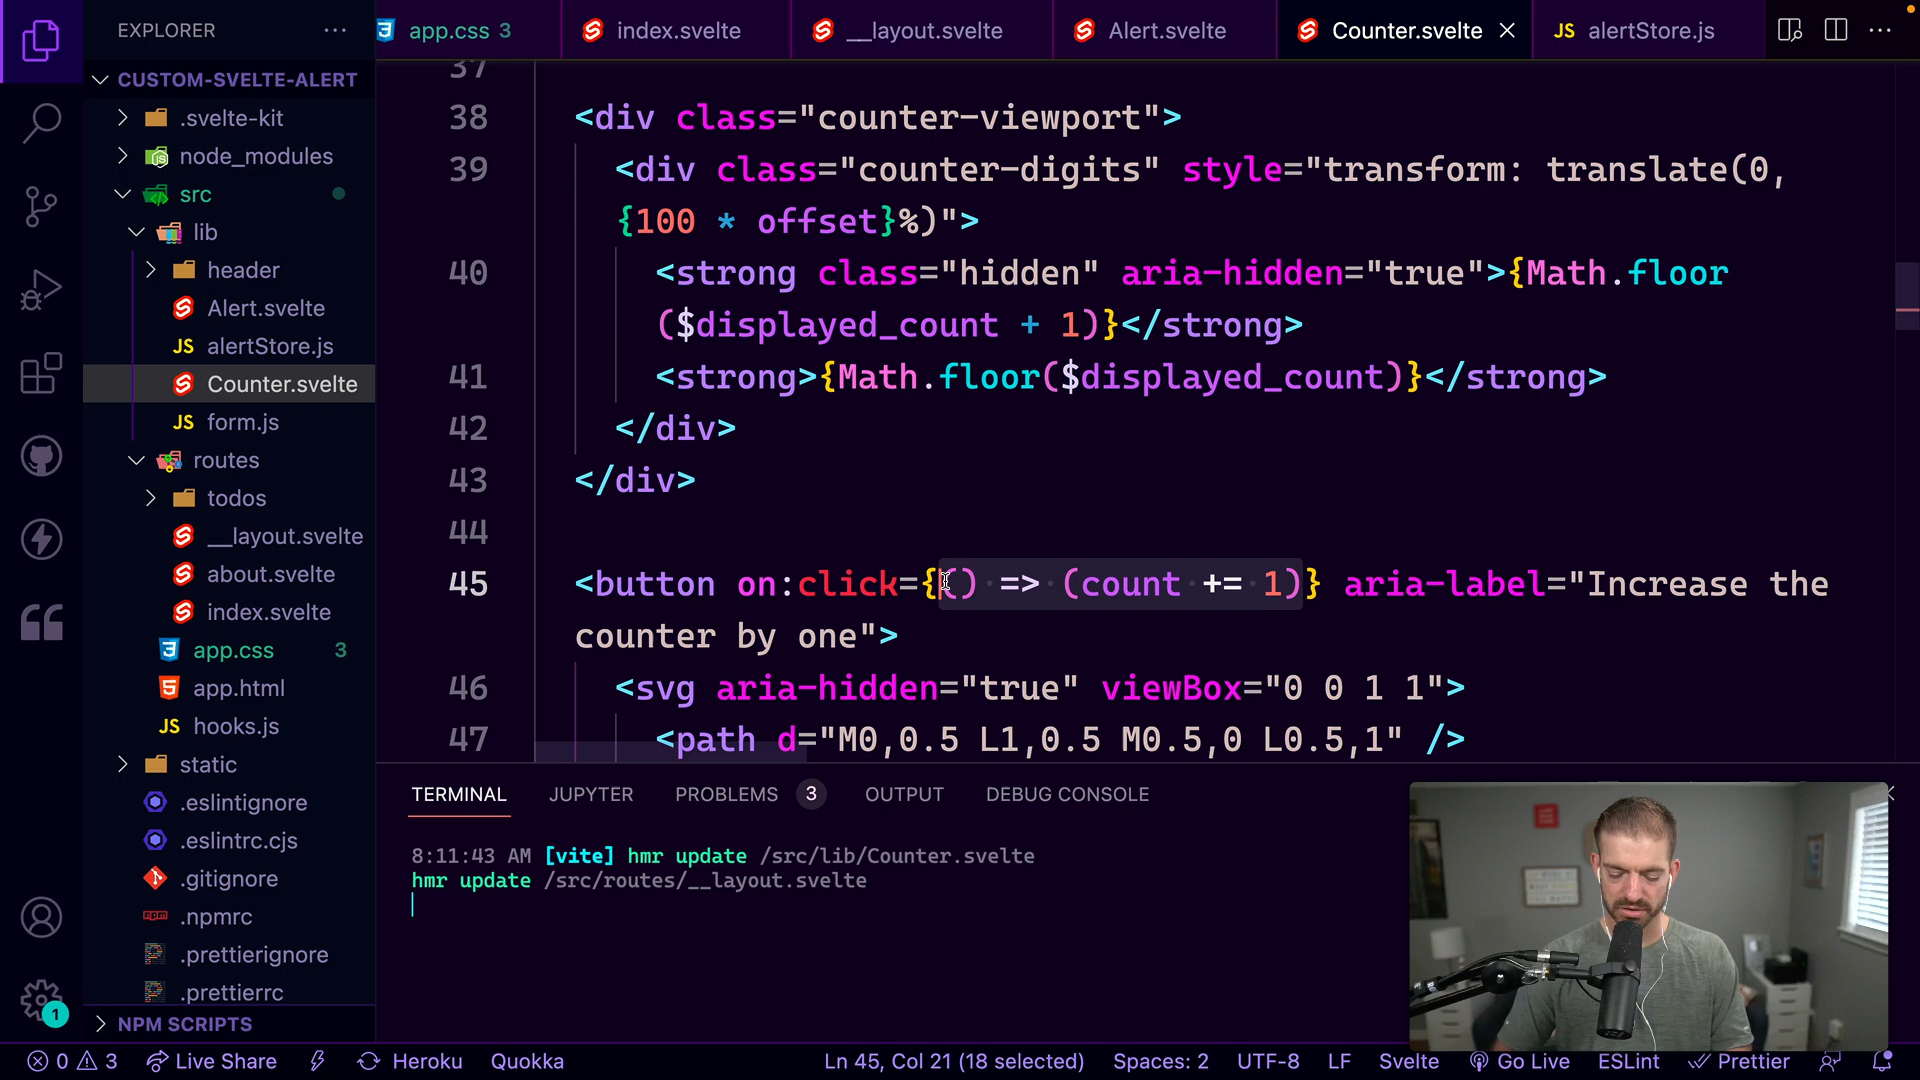 EXPLORER
CUSTOM-SVELTE-ALERT
.svelte-kit
node_modules
src
lib
header
Alert.svelte
alertStore.js
Counter.svelte
form.js
routes
todos
__layout.svelte
about.svelte
index.svelte
app.css 3
app.html
hooks.js
static
.eslintignore
.eslintrc.cjs
.gitignore
.npmrc
.prettierignore
.prettierrc
NPM SCRIPTS
1
app.css 3
index.svelte
__layout.svelte
Alert.svelte
Counter.svelte
JS alertStore.js
37
38 <div class="counter-viewport">
39 <div class="counter-digits" style="transform: translate(0,
{100 * offset}%)">
40 <strong class="hidden" aria-hidden="true">{Math.floor
($displayed_count + 1)}</strong>
41 <strong>{Math.floor($displayed_count)}</strong>
42 </div>
43 </div>
44
45 <button on:click={() => (count += 1)} aria-label="Increase the
counter by one">
46 <svg aria-hidden="true" viewBox="0 0 1 1">
47 <path d="M0,0.5 L1,0.5 M0.5,0 L0.5,1" />
TERMINAL JUPYTER PROBLEMS 3 OUTPUT DEBUG CONSOLE
8:11:43 AM [vite] hmr update /src/lib/Counter.svelte
hmr update /src/routes/__layout.svelte
0 3 Live Share Heroku Quokka Ln 45, Col 21 (18 selected) Spaces: 2 UTF-8 LF Svelte Go Live ESLint Prettier